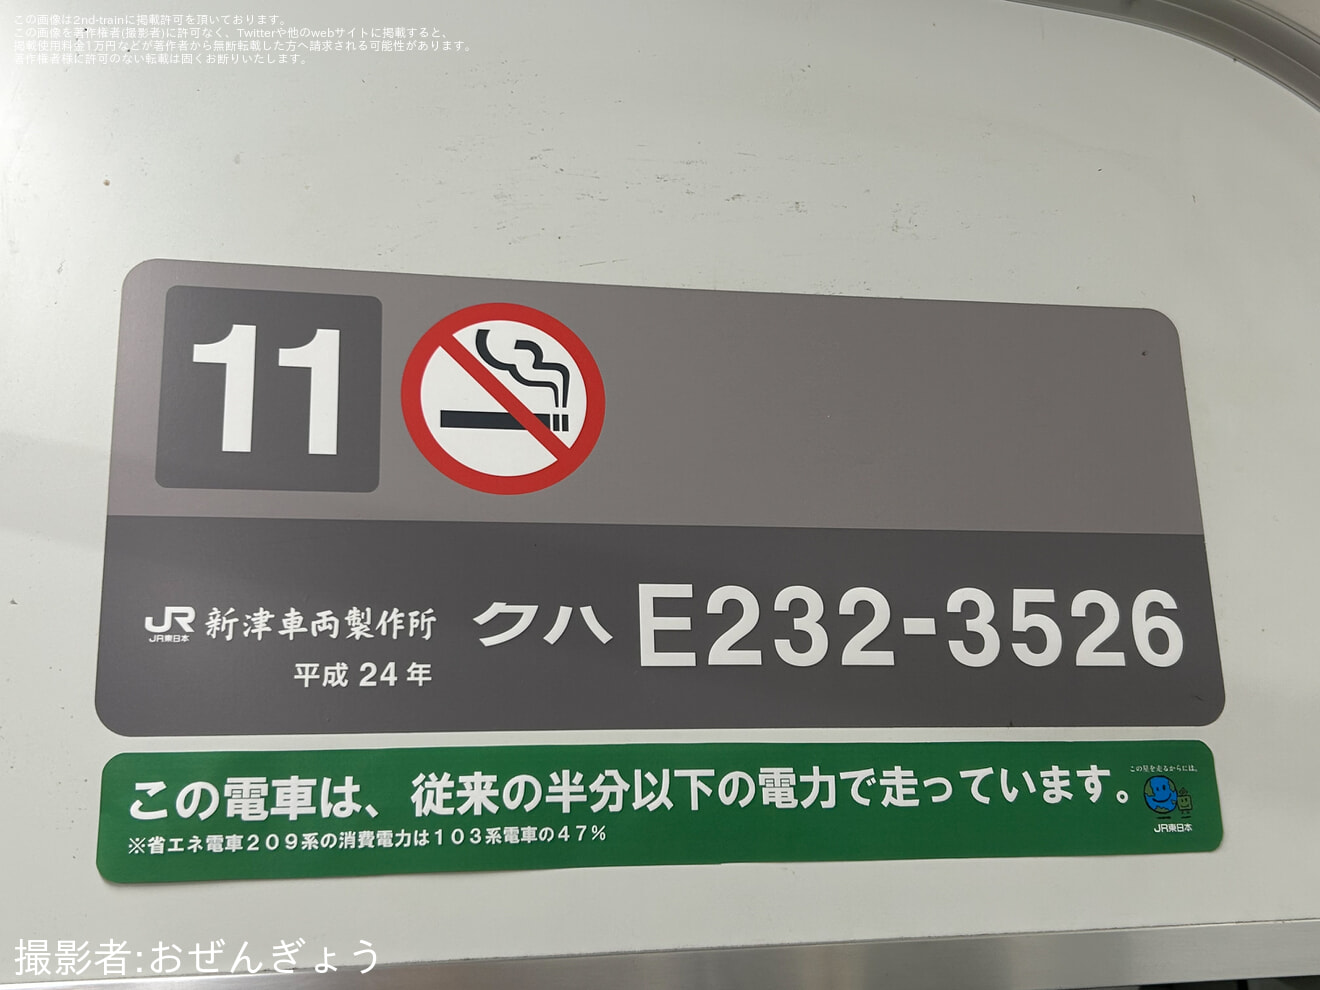 この画像は2nd-trainに掲載許可を頂いております。
この画像を著作権者(撮影者)に許可なく、Twitterや他のwebサイトに掲載すると、
掲載使用料金1万円などが著作者から無断転載した方へ請求される可能性があります。
著作権者様に許可のない転載は固くお断りいたします。
11
JR JR東日本 新津車両製作所 クハ E232-3526
平成 24 年
この電車は、従来の半分以下の電力で走っています。
※省エネ電車209系の消費電力は103系電車の47%
この星を走るからには。
JR東日本
撮影者:おぜんぎょう